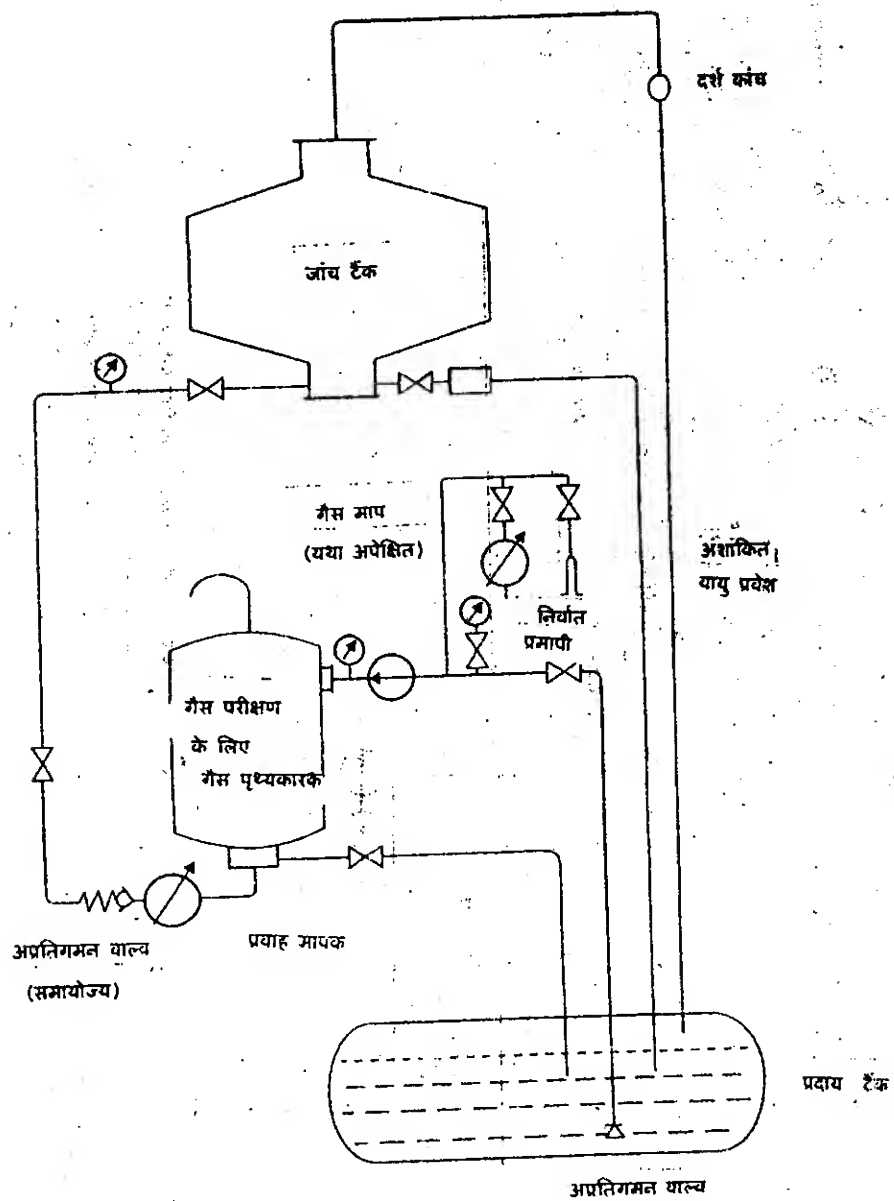 दर्श कांच
जांच टैंक
गैस माप
(यथा अपेक्षित)
अंशांकित
वायु प्रवेश
निर्वात
प्रमापी
गैस परीक्षण
के लिए
गैस पृथ्यकारक
अप्रतिगमन वाल्व
(समायोज्य)
प्रवाह मापक
प्रदाय टैंक
अप्रतिगमन वाल्व